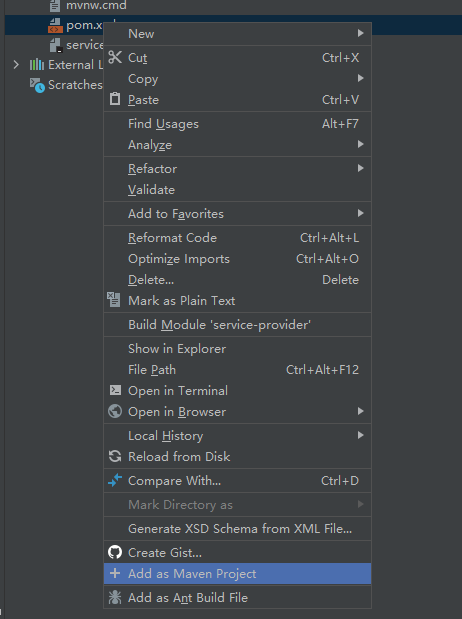 mvnw.cmd
pom.x
service
External L
Scratches
New
Cut Ctrl+X
Copy
Paste Ctrl+V
Find Usages Alt+F7
Analyze
Refactor
Validate
Add to Favorites
Reformat Code Ctrl+Alt+L
Optimize Imports Ctrl+Alt+O
Delete... Delete
Mark as Plain Text
Build Module 'service-provider'
Show in Explorer
File Path Ctrl+Alt+F12
Open in Terminal
Open in Browser
Local History
Reload from Disk
Compare With... Ctrl+D
Mark Directory as
Generate XSD Schema from XML File...
Create Gist...
Add as Maven Project
Add as Ant Build File